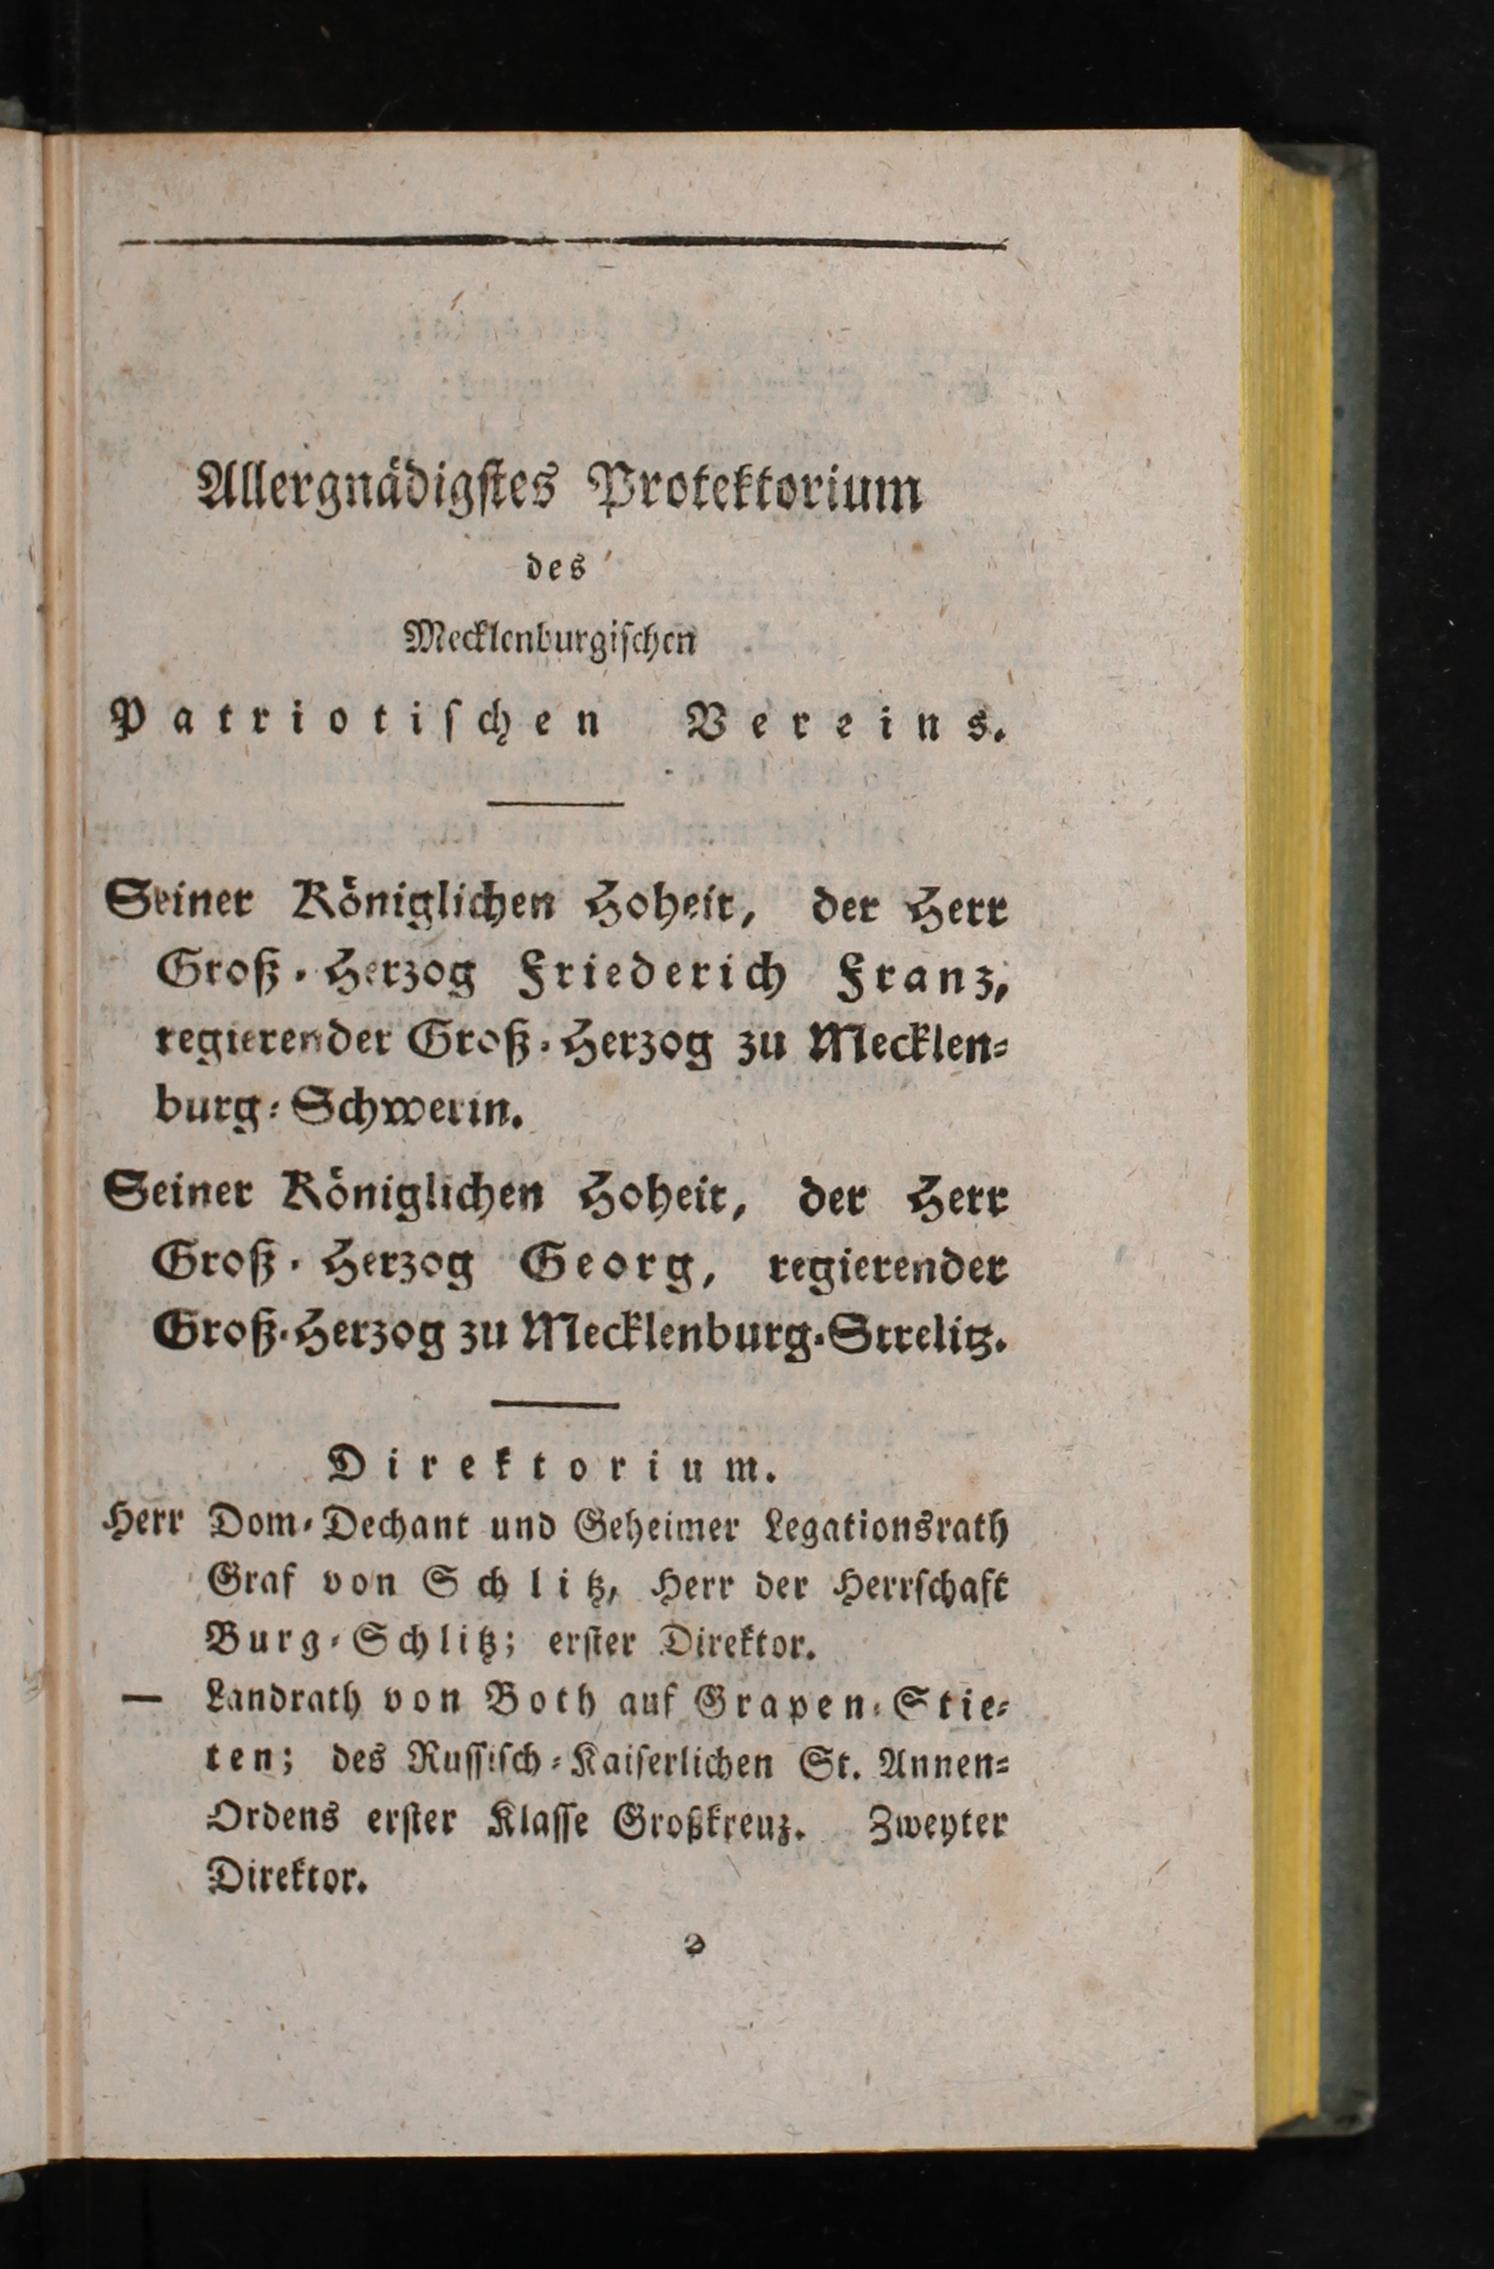 Allergnädigſtes Protektorium
des
Mecklenburgiſchen
Patriotiſchen Vereins.
Seiner Königlichen Hoheit, der Herr
Groß-Herzog Friederich Franz,
regierender Groß-Herzog zu Mecklen-
burg-Schwerin.
Seiner Königlichen Hoheit, der Herr
Groß-Herzog Georg, regierender
Groß-Herzog zu Mecklenburg-Strelitz.
Direktorium.
Herr Dom-Dechant und Geheimer Legationsrath
Graf von Schlitz, Herr der Herrſchaft
Burg-Schlitz; erſter Direktor.
— Landrath von Both auf Grapen-Stie-
ten; des Ruſſiſch-Kaiſerlichen St. Annen-
Ordens erſter Klaſſe Großkreuz. Zweyter
Direktor.